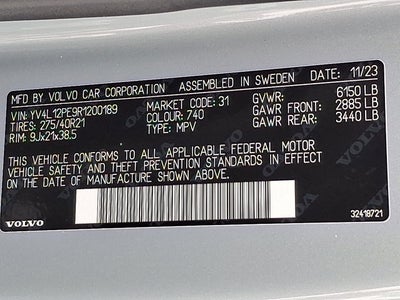 MFD BY VOLVO CAR CORPORATION ASSEMBLED IN SWEDEN DATE: 11/23
VIN: YV4L12PE9R1200189 MARKET CODE: 31 GVWR: 6150 LB
TIRES: 275/40R21 COLOUR: 740 GAWR FRONT: 2885 LB
RIM: 9Jx21x38.5 TYPE: MPV GAWR REAR: 3440 LB
THIS VEHICLE CONFORMS TO ALL APPLICABLE FEDERAL MOTOR
VEHICLE SAFETY AND THEFT PREVENTION STANDARDS IN EFFECT
ON THE DATE OF MANUFACTURE SHOWN ABOVE.
VOLVO 32418721